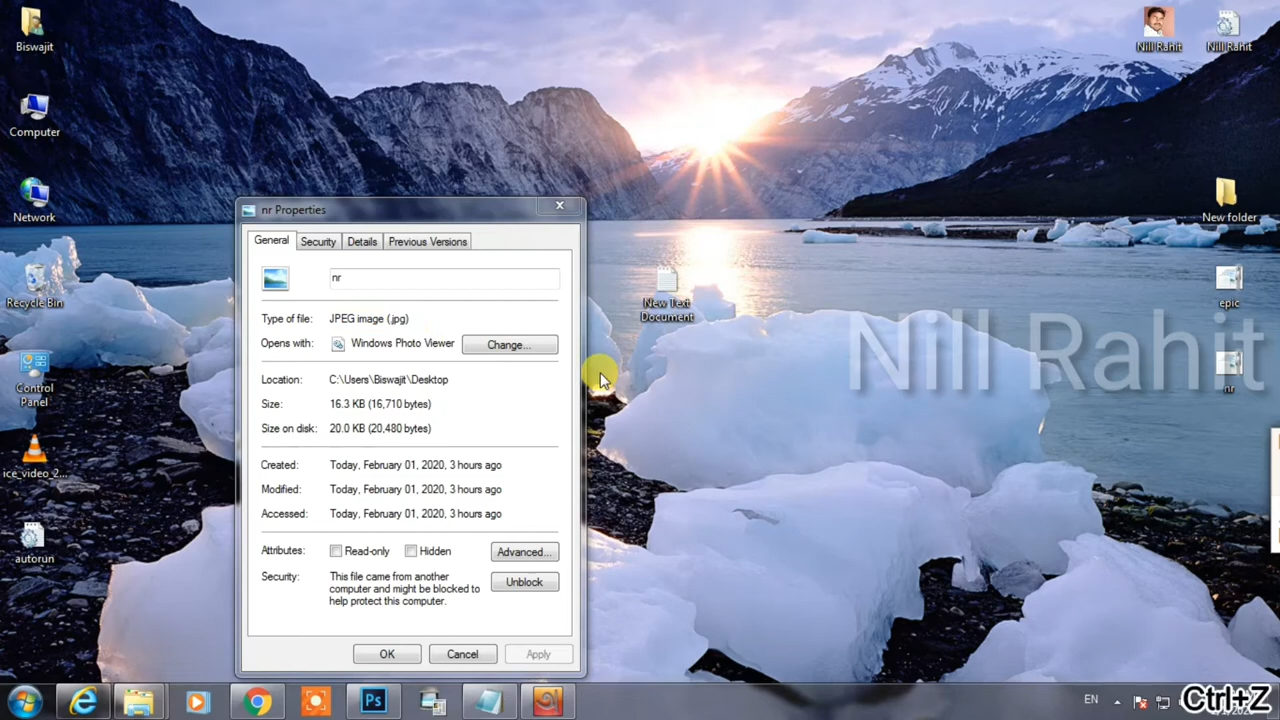 Biswajit
Nill Rahit
Nill Rahit
Computer
Network
New folder
nr Properties
General
Security
Details
Previous Versions
nr
Type of file:
JPEG image (.jpg)
Opens with:
Windows Photo Viewer
Change...
Location:
C:\Users\Biswajit\Desktop
Size:
16.3 KB (16,710 bytes)
Size on disk:
20.0 KB (20,480 bytes)
Created:
Today, February 01, 2020, 3 hours ago
Modified:
Today, February 01, 2020, 3 hours ago
Accessed:
Today, February 01, 2020, 3 hours ago
Attributes:
Read-only
Hidden
Advanced...
Security:
This file came from another
computer and might be blocked to
help protect this computer.
Unblock
OK
Cancel
Apply
Recycle Bin
New Text
Document
epic
Nill Rahit
nr
Control
Panel
ice_video_2...
autorun
Ps
EN
Ctrl+Z